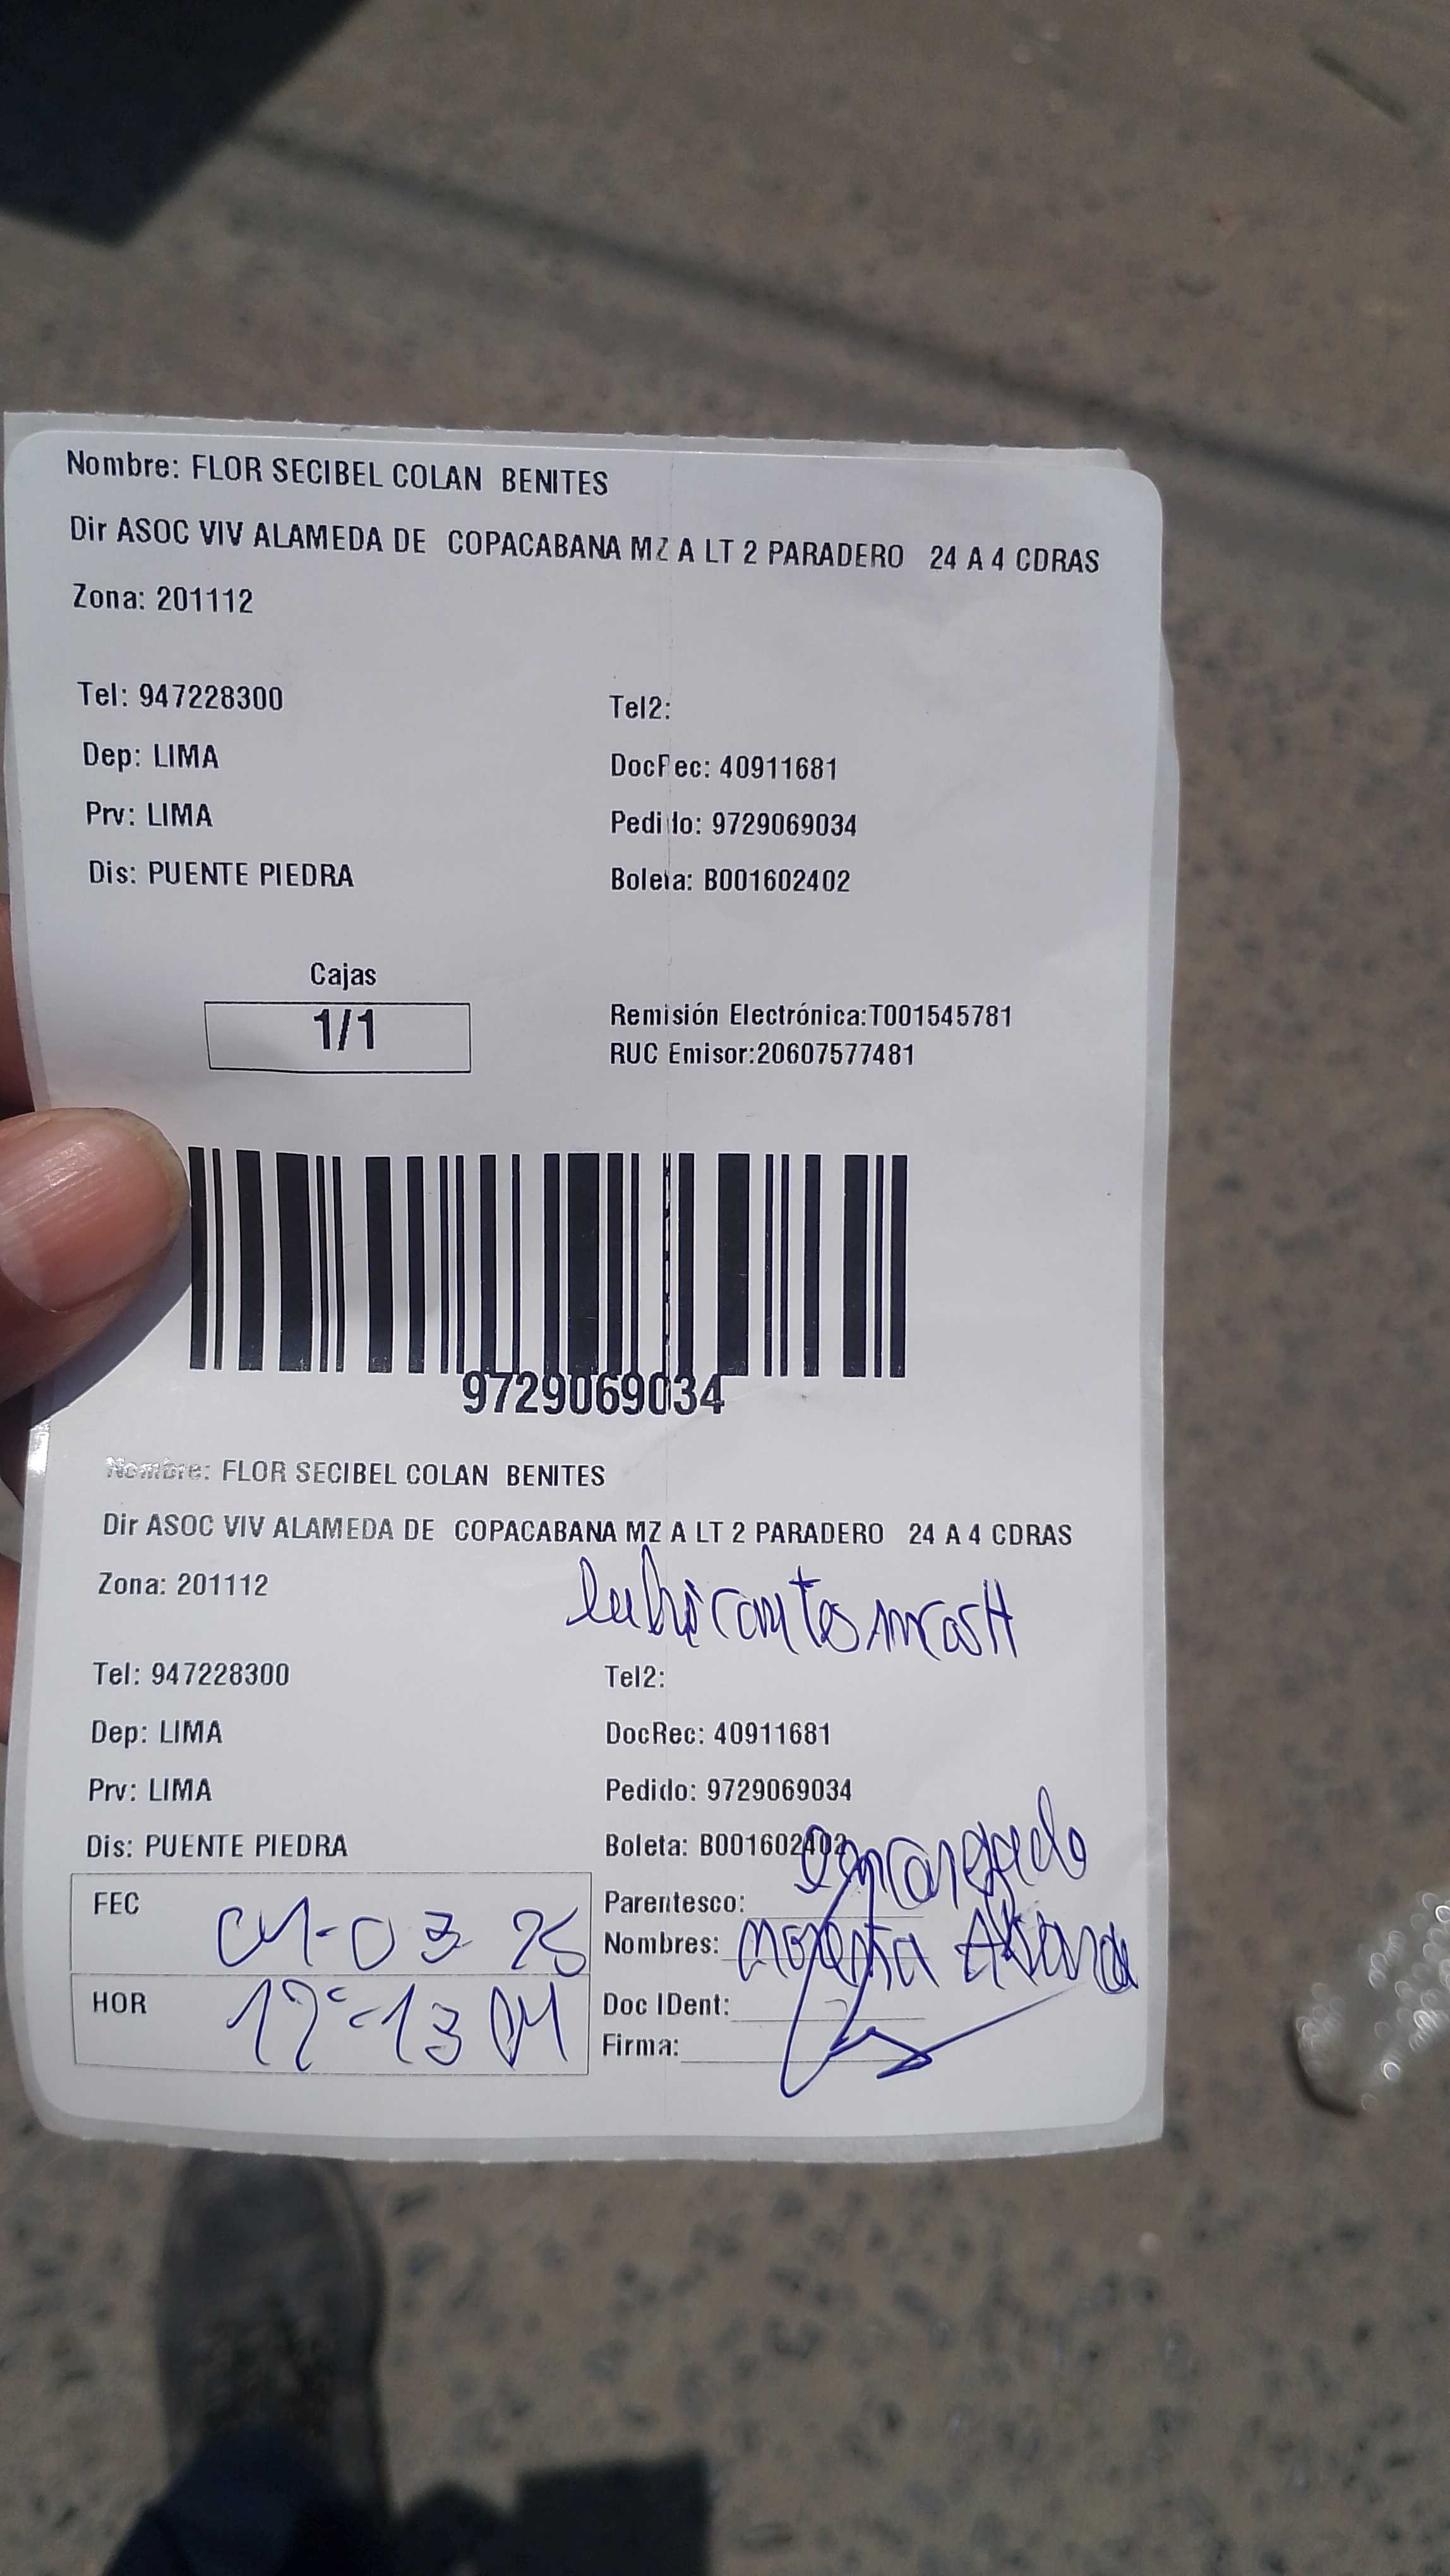 Nombre: FLOR SECIBEL COLAN BENITES
Dir ASOC VIV ALAMEDA DE COPACABANA MZ A LT 2 PARADERO 24 A 4 CDRAS
Zona: 201112
Tel: 947228300 Tel2:
Dep: LIMA DocRec: 40911681
Prv: LIMA Pedido: 9729069034
Dis: PUENTE PIEDRA Boleta: B001602402
Cajas
1/1
Remisión Electrónica:T001545781
RUC Emisor:20607577481
9729069034
Nombre: FLOR SECIBEL COLAN BENITES
Dir ASOC VIV ALAMEDA DE COPACABANA MZ A LT 2 PARADERO 24 A 4 CDRAS
Zona: 201112
lubricantes
Tel: 947228300 Tel2:
Dep: LIMA DocRec: 40911681
Prv: LIMA Pedido: 9729069034
Dis: PUENTE PIEDRA Boleta: B001602402
FEC Parentesco:
Nombres:
HOR Doc IDent:
Firma: